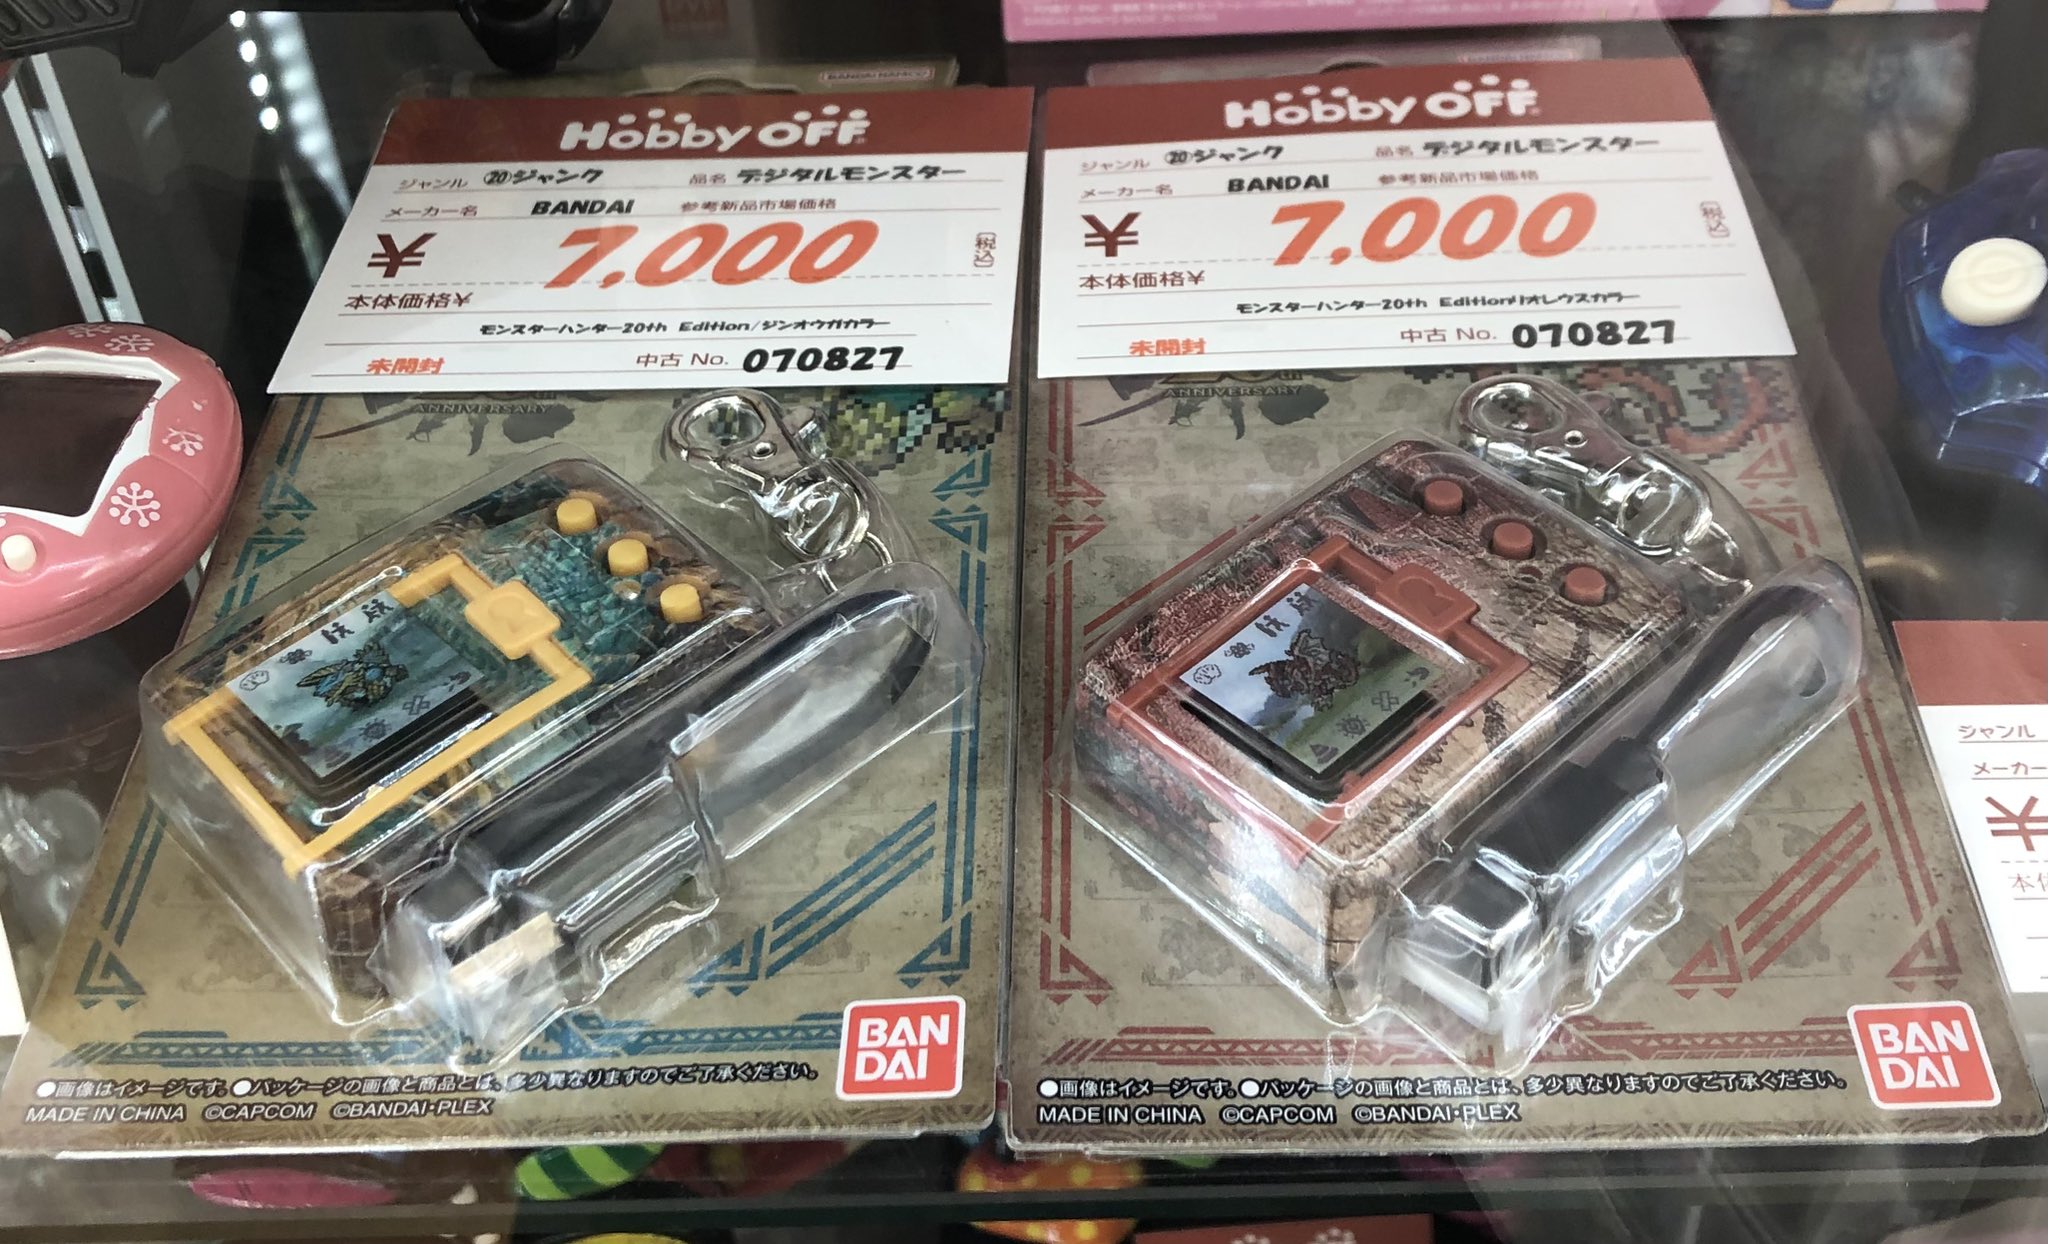 BANDAI NAMCO
Hobby OFF
ジャンル ⑳ジャンク 品名 デジタルモンスター
メーカー名 BANDAI 参考新品市場価格
¥ 7,000 (税込)
本体価格¥
モンスターハンター20th Edition/ジンオウガカラー
未開封 中古 No. 070827
ANNIVERSARY
BAN
DAI
●画像はイメージです。●パッケージの画像と商品とは、多少異なりますのでご了承ください。
MADE IN CHINA ©CAPCOM ©BANDAI・PLEX
Hobby OFF
ジャンル ⑳ジャンク 品名 デジタルモンスター
メーカー名 BANDAI 参考新品市場価格
¥ 7,000 (税込)
本体価格¥
モンスターハンター20th Edition/リオレウスカラー
未開封 中古 No. 070827
20th
ANNIVERSARY
BAN
DAI
●画像はイメージです。●パッケージの画像と商品とは、多少異なりますのでご了承ください。
MADE IN CHINA ©CAPCOM ©BANDAI・PLEX
ジャンル
メーカー
¥
本体